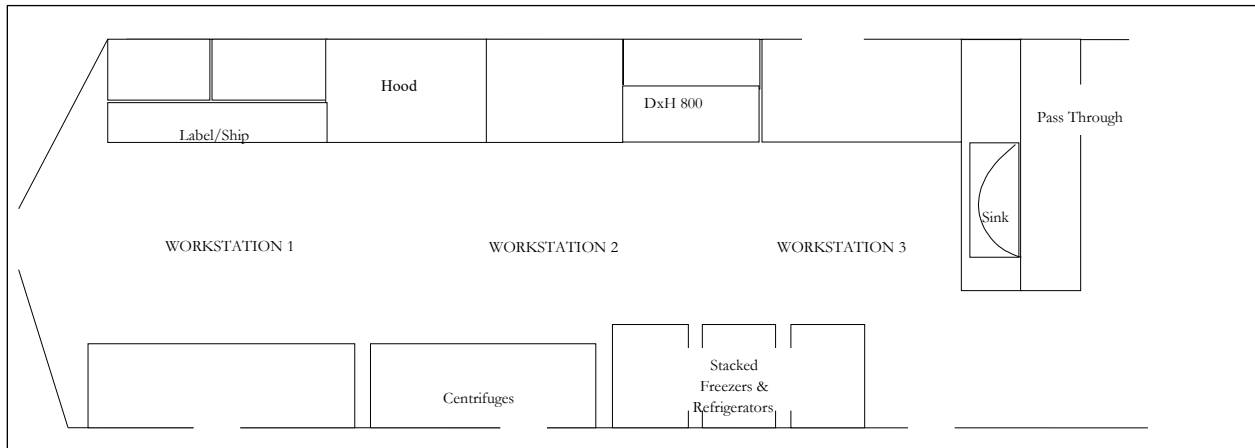 Hood
DxH 800
Pass Through
Label/Ship
Sink
WORKSTATION 1
WORKSTATION 2
WORKSTATION 3
Stacked
Freezers &
Refrigerators
Centrifuges